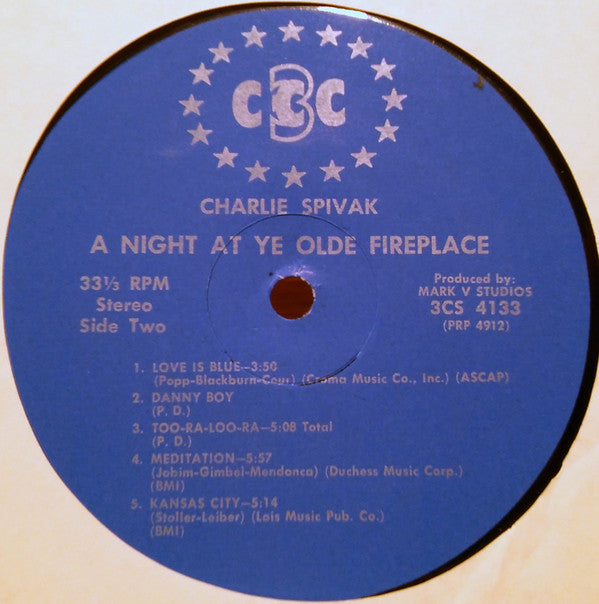 CCC
3
CHARLIE SPIVAK
A NIGHT AT YE OLDE FIREPLACE
33⅓ RPM
Stereo
Side Two
Produced by:
MARK V STUDIOS
3CS 4133
(PRP 4912)
1. LOVE IS BLUE—3:50
(Popp-Blackburn-Cour) (Croma Music Co., Inc.) (ASCAP)
2. DANNY BOY
(P. D.)
3. TOO-RA-LOO-RA—5:08 Total
(P. D.)
4. MEDITATION—5:57
(Jobim-Gimbel-Mendonca) (Duchess Music Corp.)
(BMI)
5. KANSAS CITY—5:14
(Stoller-Leiber) (Lois Music Pub. Co.)
(BMI)